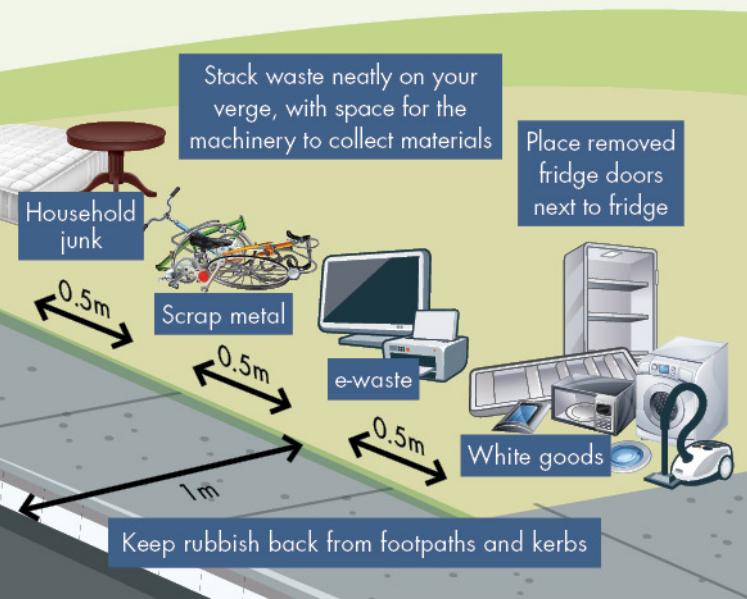 Stack waste neatly on your
verge, with space for the
machinery to collect materials
Place removed
fridge doors
next to fridge
Household
junk
0.5m
Scrap metal
0.5m
e-waste
0.5m
White goods
1m
Keep rubbish back from footpaths and kerbs